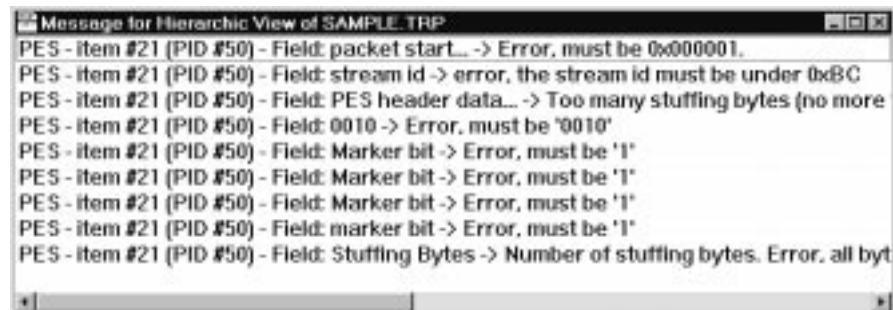 Message for Hierarchic View of SAMPLE.TRP
PES - item #21 (PID #50) - Field: packet start... -> Error, must be 0x000001.
PES - item #21 (PID #50) - Field: stream id -> error, the stream id must be under 0xBC
PES - item #21 (PID #50) - Field: PES header data... -> Too many stuffing bytes (no more
PES - item #21 (PID #50) - Field: 0010 -> Error, must be '0010'
PES - item #21 (PID #50) - Field: Marker bit -> Error, must be '1'
PES - item #21 (PID #50) - Field: Marker bit -> Error, must be '1'
PES - item #21 (PID #50) - Field: Marker bit -> Error, must be '1'
PES - item #21 (PID #50) - Field: marker bit -> Error, must be '1'
PES - item #21 (PID #50) - Field: Stuffing Bytes -> Number of stuffing bytes. Error, all byt